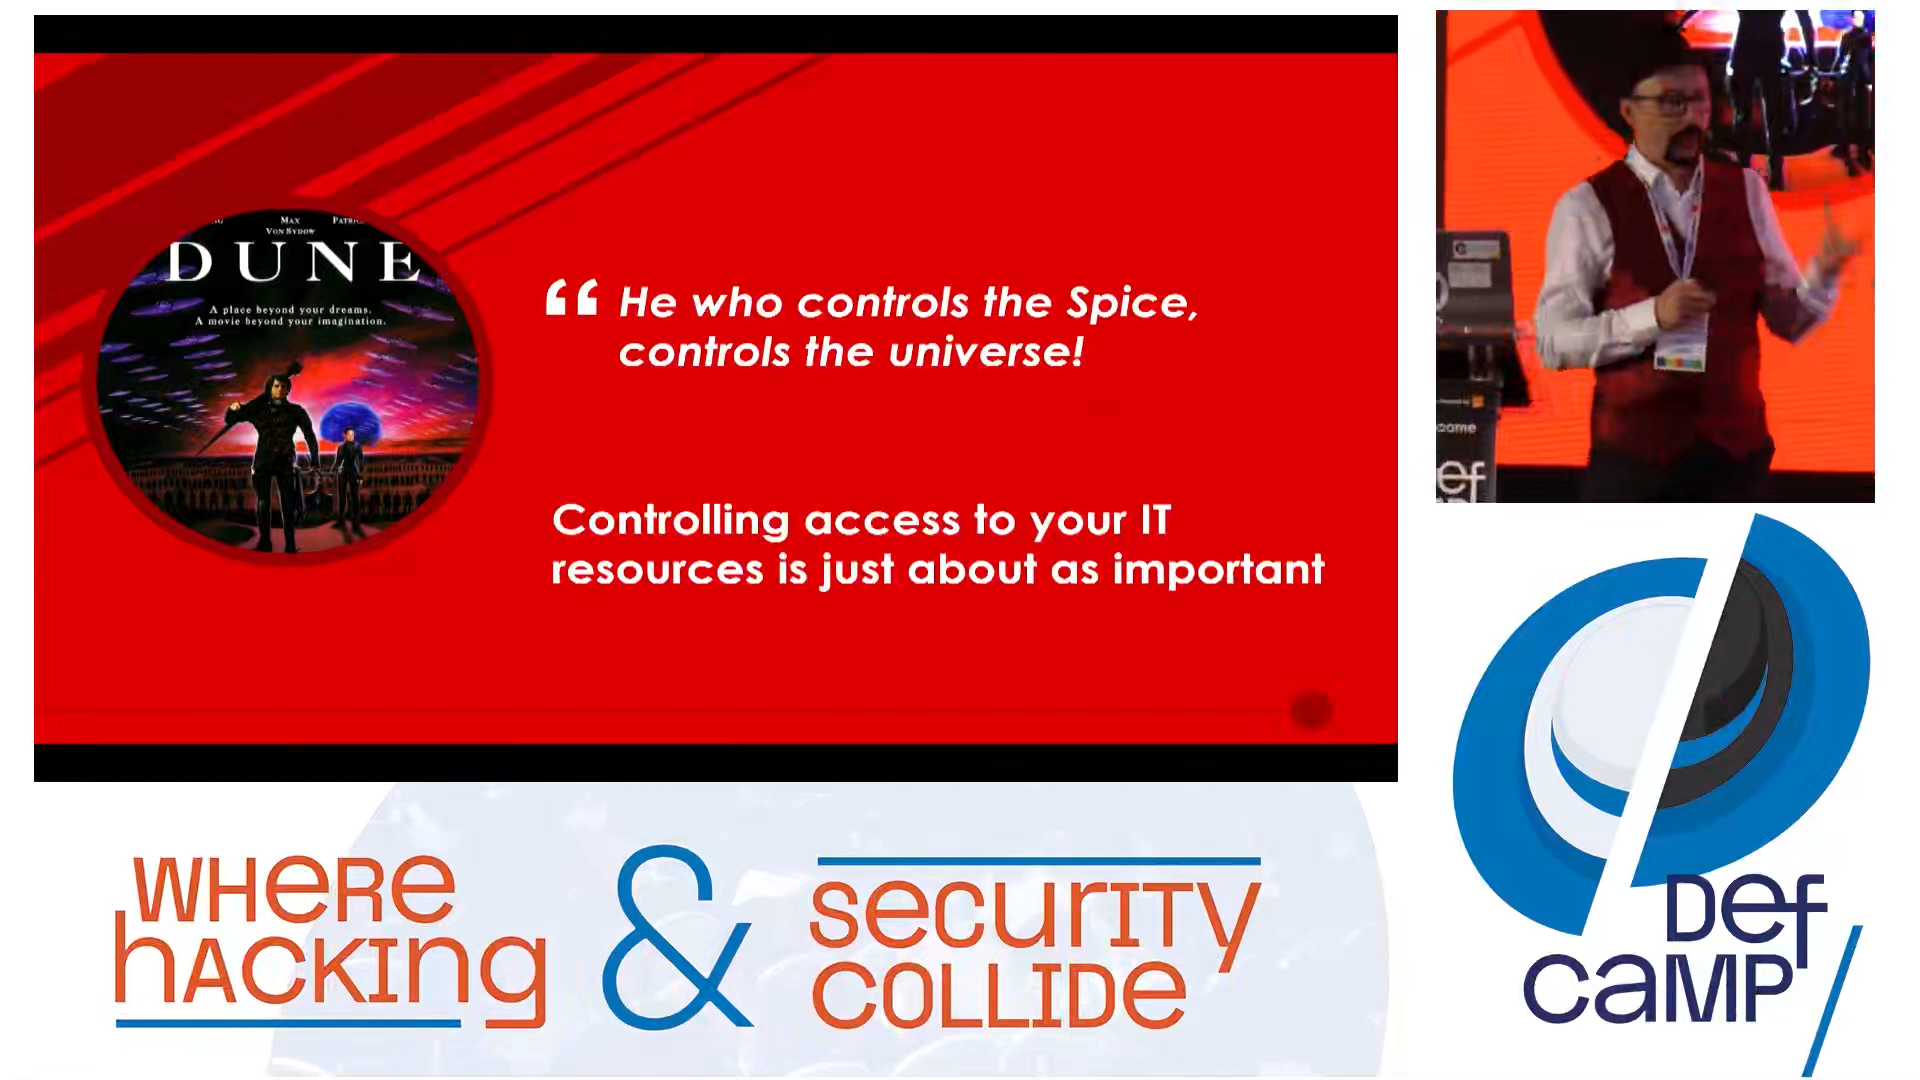 MAX
VON SYDOW
DUNE
A place beyond your dreams.
A movie beyond your imagination.
“ He who controls the Spice,
controls the universe!
Controlling access to your IT
resources is just about as important
ef
WHERE
HACKING
&
SECURITY
COLLIDE
DEF
CAMP